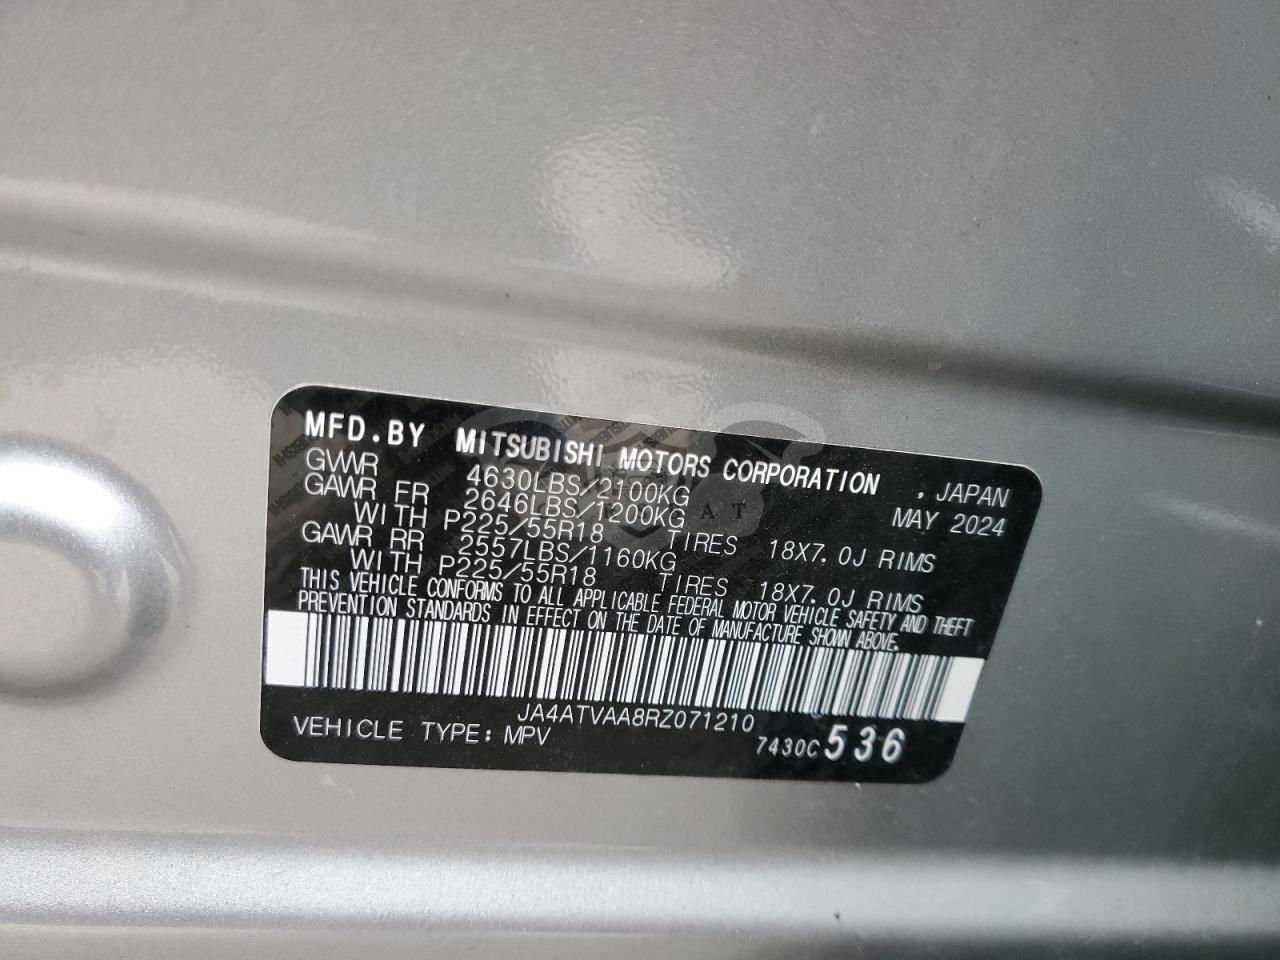 MFD.BY MITSUBISHI MOTORS CORPORATION , JAPAN
GVWR 4630LBS/2100KG MAY 2024
GAWR FR 2646LBS/1200KG
WITH P225/55R18 TIRES 18X7.0J RIMS
GAWR RR 2557LBS/1160KG
WITH P225/55R18 TIRES 18X7.0J RIMS
THIS VEHICLE CONFORMS TO ALL APPLICABLE FEDERAL MOTOR VEHICLE SAFETY AND THEFT
PREVENTION STANDARDS IN EFFECT ON THE DATE OF MANUFACTURE SHOWN ABOVE.
JA4ATVAA8RZ071210
VEHICLE TYPE: MPV 7430C 536